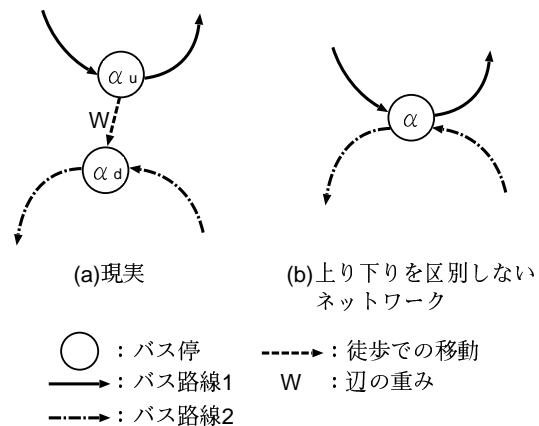 αu
W
αd
α
(a)現実
(b)上り下りを区別しない
ネットワーク
：バス停
：徒歩での移動
：バス路線1
W ：辺の重み
：バス路線2